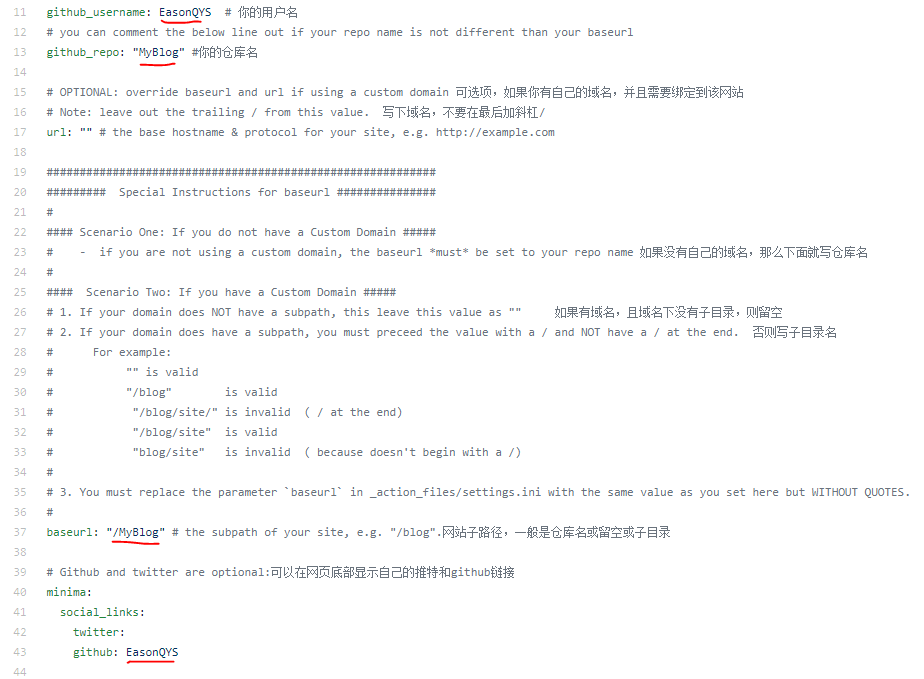 11 github_username: EasonQYS # 你的用户名
12 # you can comment the below line out if your repo name is not different than your baseurl
13 github_repo: "MyBlog" #你的仓库名
14
15 # OPTIONAL: override baseurl and url if using a custom domain 可选项，如果你有自己的域名，并且需要绑定到该网站
16 # Note: leave out the trailing / from this value. 写下域名，不要在最后加斜杠/
17 url: "" # the base hostname & protocol for your site, e.g. http://example.com
18
19 ###########################################################
20 ######### Special Instructions for baseurl ###############
21 #
22 #### Scenario One: If you do not have a Custom Domain #####
23 # - if you are not using a custom domain, the baseurl *must* be set to your repo name 如果没有自己的域名，那么下面就写仓库名
24 #
25 #### Scenario Two: If you have a Custom Domain #####
26 # 1. If your domain does NOT have a subpath, this leave this value as "" 如果有域名，且域名下没有子目录，则留空
27 # 2. If your domain does have a subpath, you must preceed the value with a / and NOT have a / at the end. 否则写子目录名
28 # For example:
29 # "" is valid
30 # "/blog" is valid
31 # "/blog/site/" is invalid ( / at the end)
32 # "/blog/site" is valid
33 # "blog/site" is invalid ( because doesn't begin with a /)
34 #
35 # 3. You must replace the parameter `baseurl` in _action_files/settings.ini with the same value as you set here but WITHOUT QUOTES.
36 #
37 baseurl: "/MyBlog" # the subpath of your site, e.g. "/blog".网站子路径，一般是仓库名或留空或子目录
38
39 # Github and twitter are optional:可以在网页底部显示自己的推特和github链接
40 minima:
41 social_links:
42 twitter:
43 github: EasonQYS
44